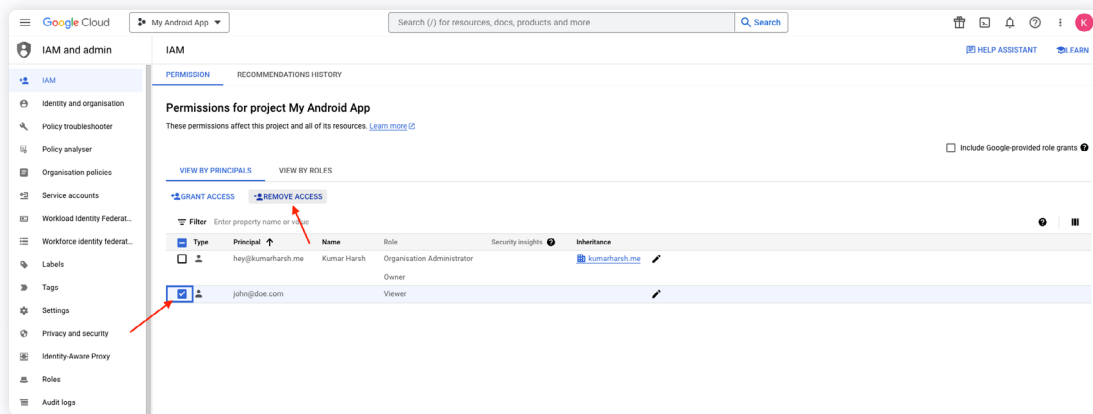 Google Cloud My Android App Search (/) for resources, docs, products and more Search K
IAM and admin
IAM
HELP ASSISTANT LEARN
IAM
Identity and organisation
Policy troubleshooter
Policy analyser
Organisation policies
Service accounts
Workload Identity Federat...
Workforce identity federat...
Labels
Tags
Settings
Privacy and security
Identity-Aware Proxy
Roles
Audit logs
PERMISSION RECOMMENDATIONS HISTORY
Permissions for project My Android App
These permissions affect this project and all of its resources. Learn more
Include Google-provided role grants
VIEW BY PRINCIPALS VIEW BY ROLES
GRANT ACCESS REMOVE ACCESS
Filter Enter property name or value
Type Principal Name Role Security insights Inheritance
hey@kumarharsh.me Kumar Harsh Organisation Administrator kumarharsh.me
Owner
john@doe.com Viewer